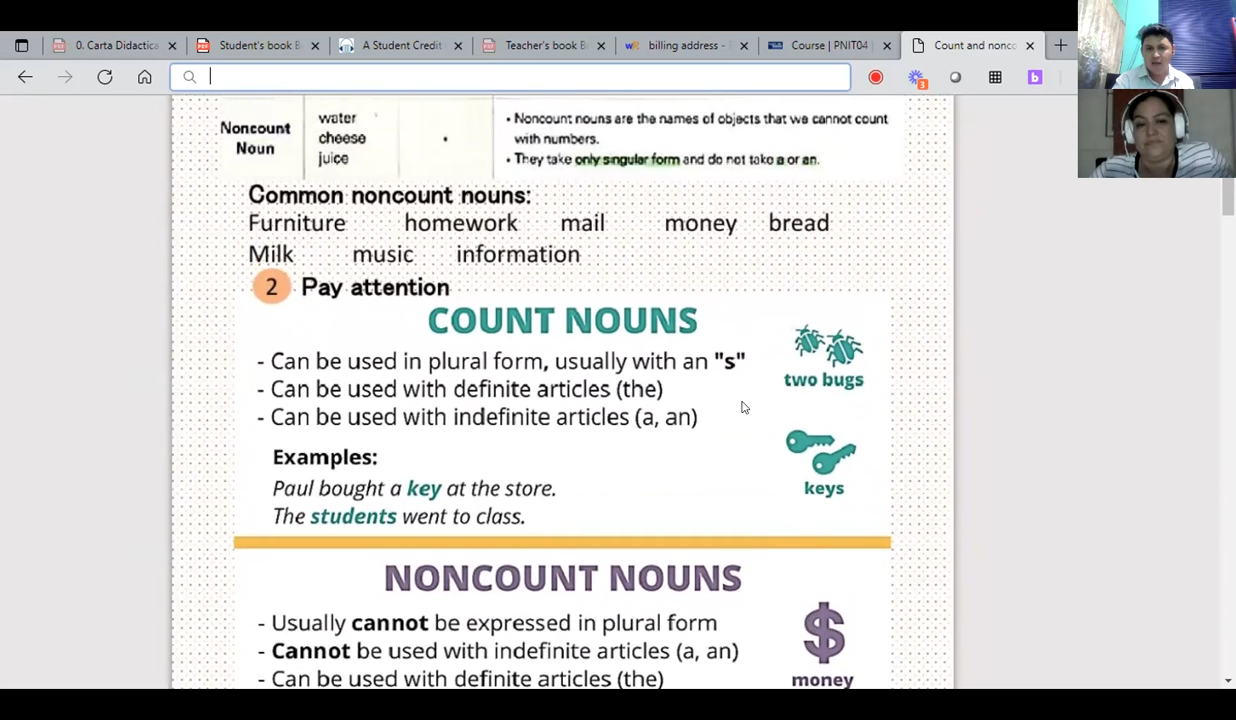 0. Carta Didactica
Student's book B
A Student Credit
Teacher's book B
billing address -
Course | PNIT04
Count and nonco
3
b
Noncount
Noun
water
cheese
juice
• Noncount nouns are the names of objects that we cannot count
with numbers.
• They take only singular form and do not take a or an.
Common noncount nouns:
Furniture homework mail money bread
Milk music information
2 Pay attention
COUNT NOUNS
- Can be used in plural form, usually with an "s"
- Can be used with definite articles (the)
- Can be used with indefinite articles (a, an)
two bugs
Examples:
Paul bought a key at the store.
The students went to class.
keys
NONCOUNT NOUNS
- Usually cannot be expressed in plural form
- Cannot be used with indefinite articles (a, an)
- Can be used with definite articles (the)
$
money